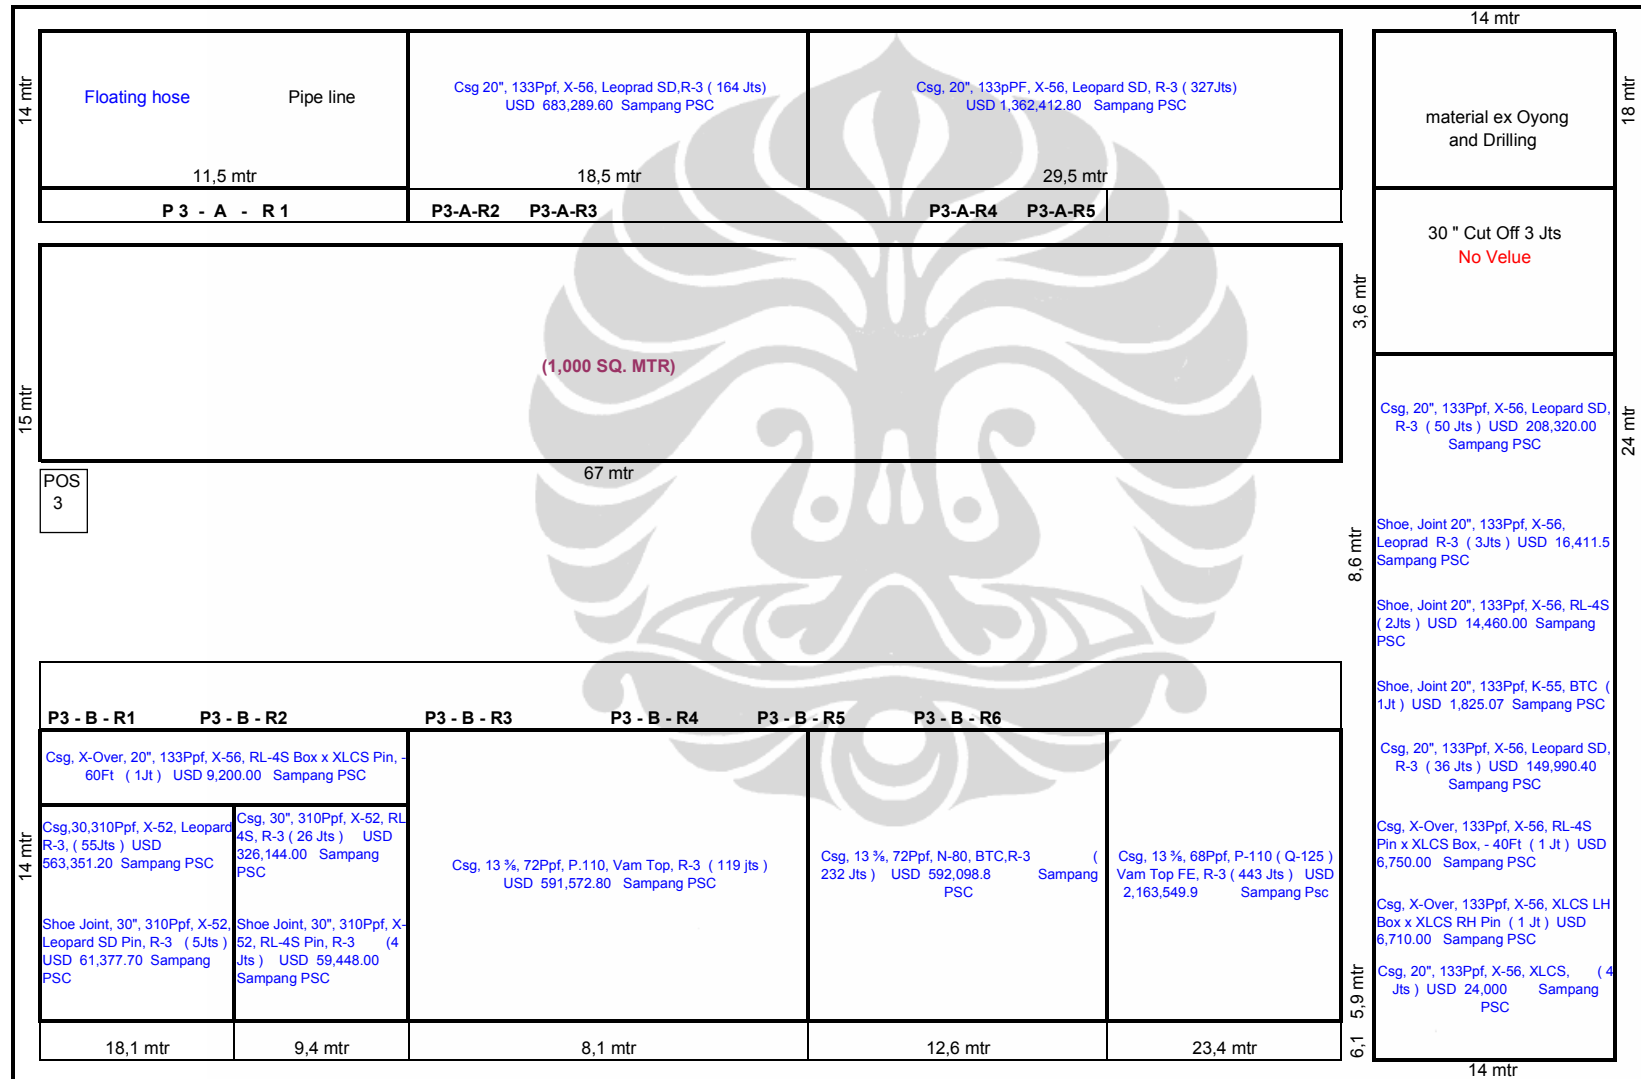 14 mtr
14 mtr
Floating hose Pipe line
Csg 20", 133Ppf, X-56, Leoprad SD,R-3 ( 164 Jts)
USD 683,289.60 Sampang PSC
Csg, 20", 133pPF, X-56, Leopard SD, R-3 ( 327Jts)
USD 1,362,412.80 Sampang PSC
material ex Oyong
and Drilling
18 mtr
11,5 mtr
18,5 mtr
29,5 mtr
P 3 - A - R 1
P3-A-R2 P3-A-R3
P3-A-R4 P3-A-R5
30 " Cut Off 3 Jts
No Velue
3,6 mtr
(1,000 SQ. MTR)
15 mtr
67 mtr
POS
3
Csg, 20", 133Ppf, X-56, Leopard SD,
R-3 ( 50 Jts ) USD 208,320.00
Sampang PSC
24 mtr
Shoe, Joint 20", 133Ppf, X-56,
Leoprad R-3 ( 3Jts ) USD 16,411.5
Sampang PSC
8,6 mtr
Shoe, Joint 20", 133Ppf, X-56, RL-4S
( 2Jts ) USD 14,460.00 Sampang
PSC
Shoe, Joint 20", 133Ppf, K-55, BTC (
1Jt ) USD 1,825.07 Sampang PSC
Csg, 20", 133Ppf, X-56, Leopard SD,
R-3 ( 36 Jts ) USD 149,990.40
Sampang PSC
Csg, X-Over, 133Ppf, X-56, RL-4S
Pin x XLCS Box, - 40Ft ( 1 Jt ) USD
6,750.00 Sampang PSC
Csg, X-Over, 133Ppf, X-56, XLCS LH
Box x XLCS RH Pin ( 1 Jt ) USD
6,710.00 Sampang PSC
Csg, 20", 133Ppf, X-56, XLCS, ( 4
Jts ) USD 24,000 Sampang
PSC
P3 - B - R1 P3 - B - R2 P3 - B - R3 P3 - B - R4 P3 - B - R5 P3 - B - R6
Csg, X-Over, 20", 133Ppf, X-56, RL-4S Box x XLCS Pin, -
60Ft ( 1Jt ) USD 9,200.00 Sampang PSC
14 mtr
Csg,30,310Ppf, X-52, Leopard
R-3, ( 55Jts ) USD
563,351.20 Sampang PSC
Csg, 30", 310Ppf, X-52, RL
4S, R-3 ( 26 Jts ) USD
326,144.00 Sampang
PSC
Shoe Joint, 30", 310Ppf, X-52,
Leopard SD Pin, R-3 ( 5Jts )
USD 61,377.70 Sampang
PSC
Shoe Joint, 30", 310Ppf, X-
52, RL-4S Pin, R-3 (4
Jts ) USD 59,448.00
Sampang PSC
Csg, 13 ⅜, 72Ppf, P.110, Vam Top, R-3 ( 119 jts )
USD 591,572.80 Sampang PSC
Csg, 13 ⅜, 72Ppf, N-80, BTC,R-3 (
232 Jts ) USD 592,098.8 Sampang
PSC
Csg, 13 ⅜, 68Ppf, P-110 ( Q-125 )
Vam Top FE, R-3 ( 443 Jts ) USD
2,163,549.9 Sampang Psc
5,9 mtr
6,1
18,1 mtr
9,4 mtr
8,1 mtr
12,6 mtr
23,4 mtr
14 mtr